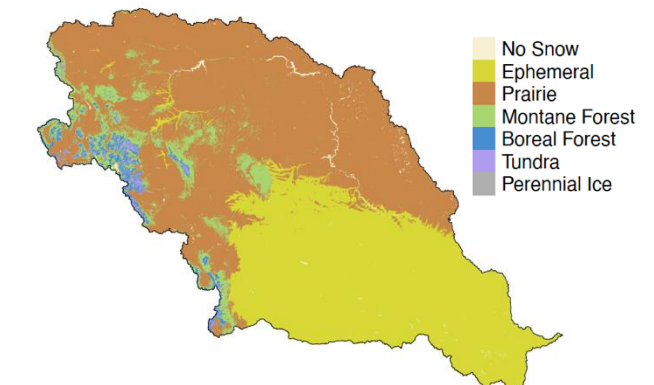 No Snow
Ephemeral
Prairie
Montane Forest
Boreal Forest
Tundra
Perennial Ice